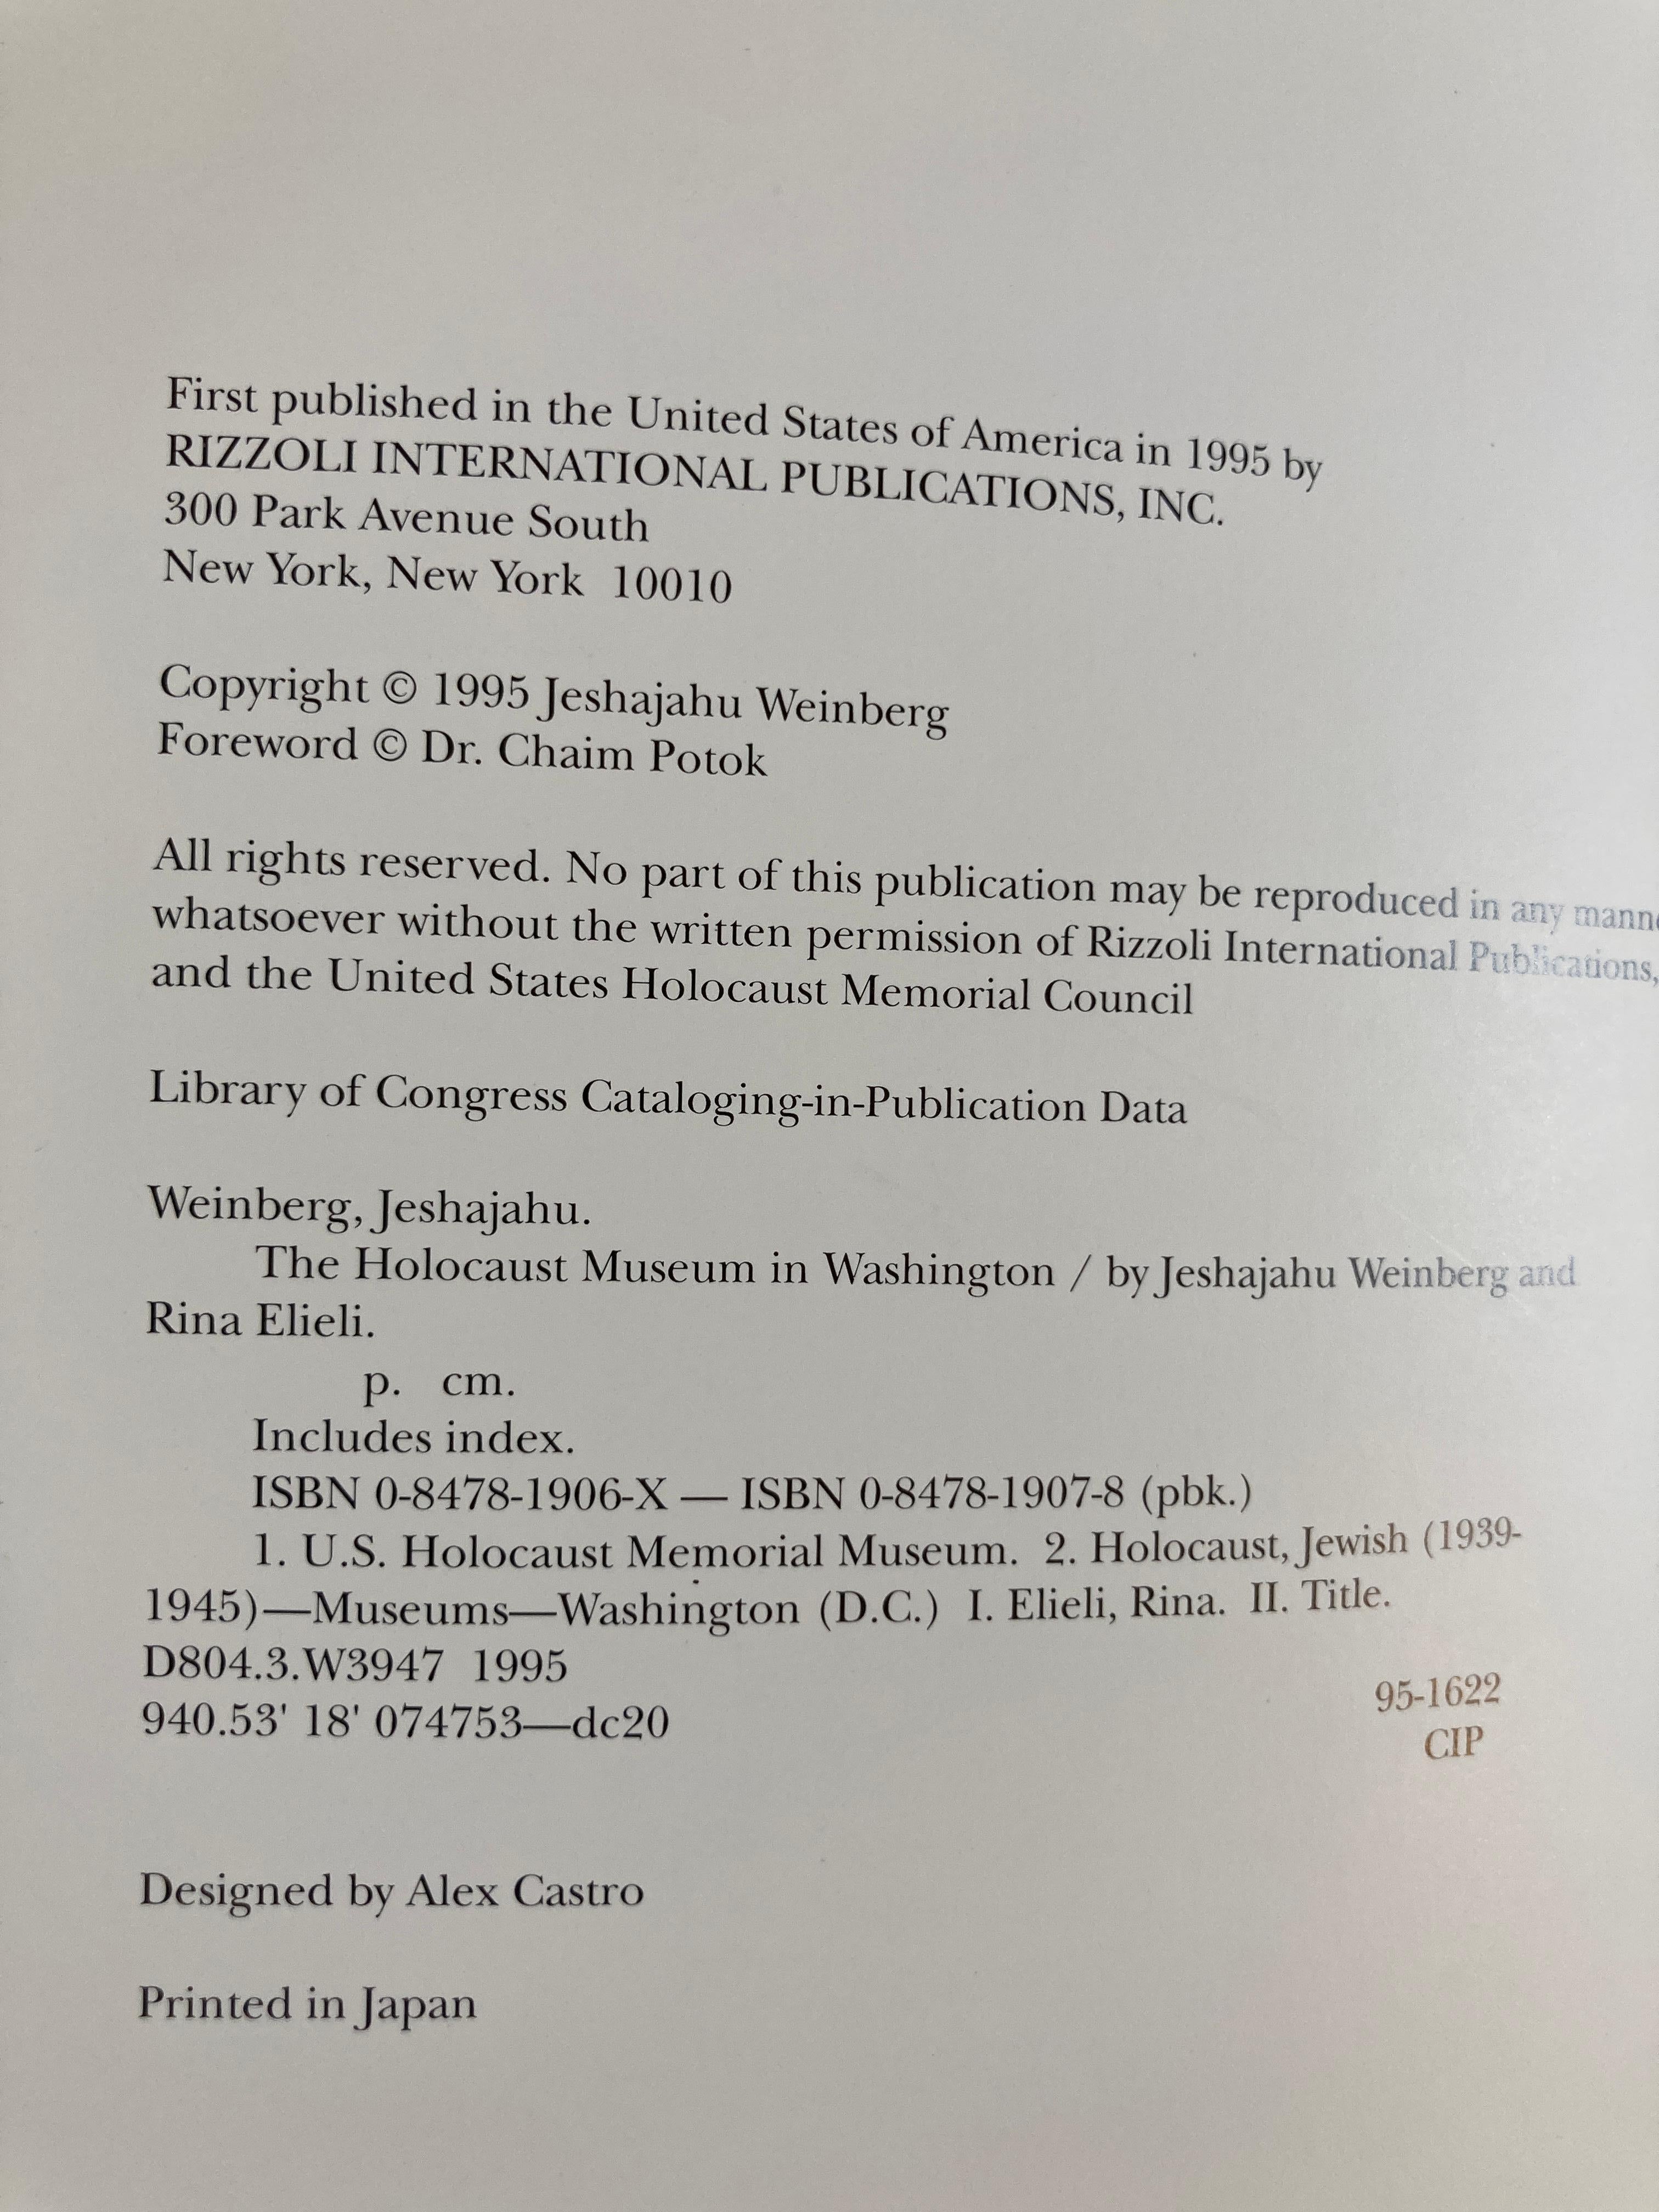 First published in the United States of America in 1995 by
RIZZOLI INTERNATIONAL PUBLICATIONS, INC.
300 Park Avenue South
New York, New York 10010
Copyright © 1995 Jeshajahu Weinberg
Foreword © Dr. Chaim Potok
All rights reserved. No part of this publication may be reproduced in any
whatsoever without the written permission of Rizzoli International Publications,
and the United States Holocaust Memorial Council
Library of Congress Cataloging-in-Publication Data
Weinberg, Jeshajahu.
The Holocaust Museum in Washington / by Jeshajahu Weinberg and
Rina Elieli.
p. cm.
Includes index.
ISBN 0-8478-1906-X — ISBN 0-8478-1907-8 (pbk.)
1. U.S. Holocaust Memorial Museum. 2. Holocaust, Jewish (1939-
1945)—Museums—Washington (D.C.) I. Elieli, Rina. II. Title.
D804.3.W3947 1995
940.53' 18' 074753—dc20
95-1622
CIP
Designed by Alex Castro
Printed in Japan